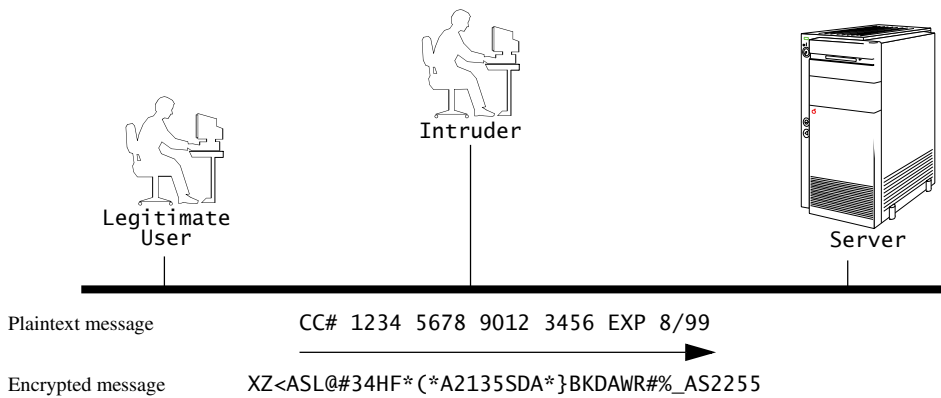 Intruder
Legitimate
User
Server
Plaintext message
CC# 1234 5678 9012 3456 EXP 8/99
Encrypted message
XZ<ASL@#34HF*(*A2135SDA*}BKDAWR#%_AS2255